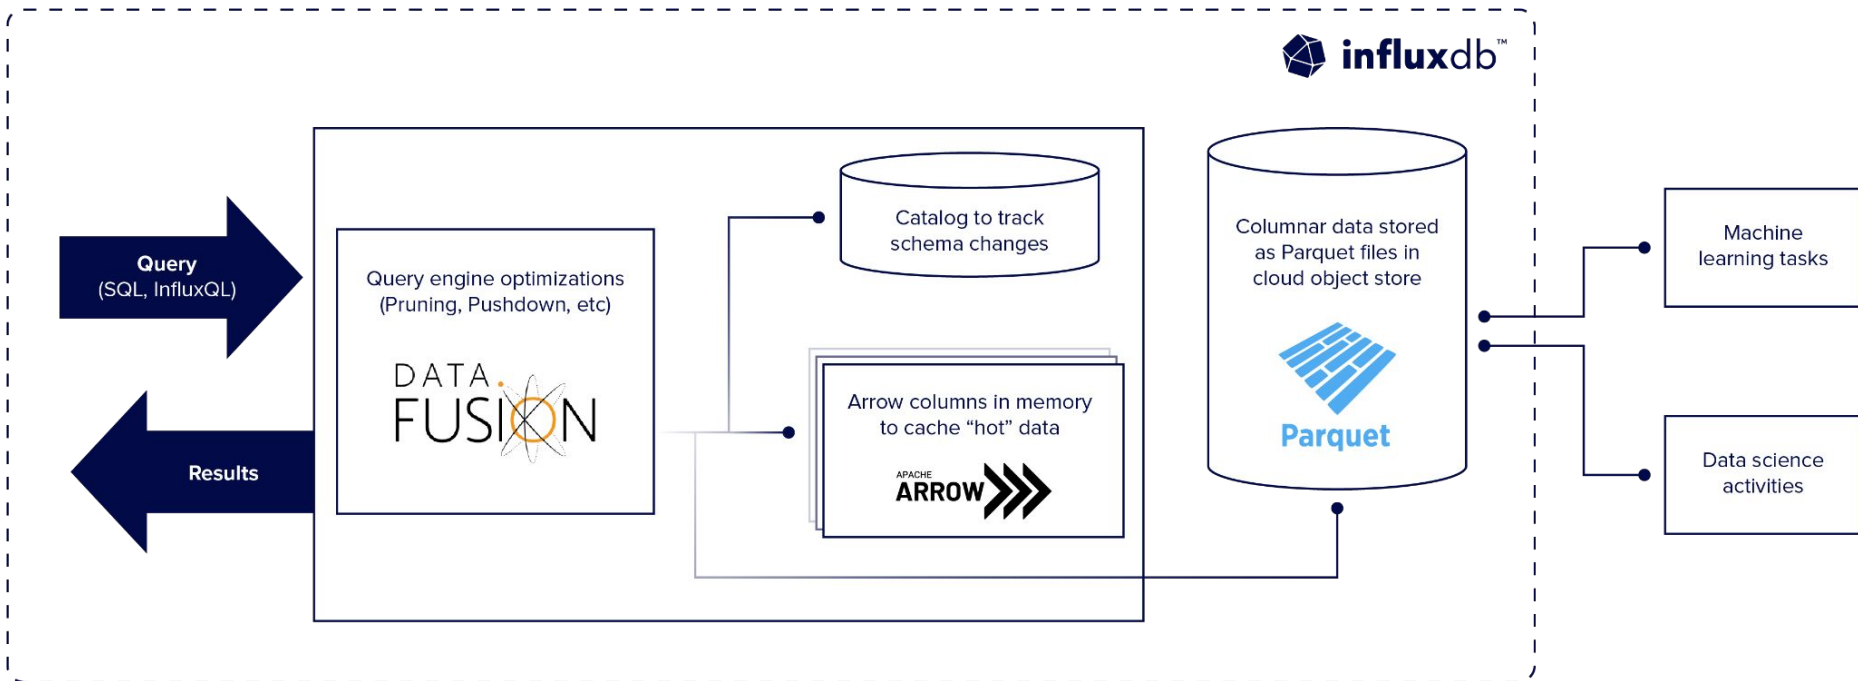 influxdb™
Query
(SQL, InfluxQL)
Results
Query engine optimizations
(Pruning, Pushdown, etc)
DATA
FUSION
Catalog to track
schema changes
Arrow columns in memory
to cache “hot” data
APACHE
ARROW
Columnar data stored
as Parquet files in
cloud object store
Parquet
Machine
learning tasks
Data science
activities